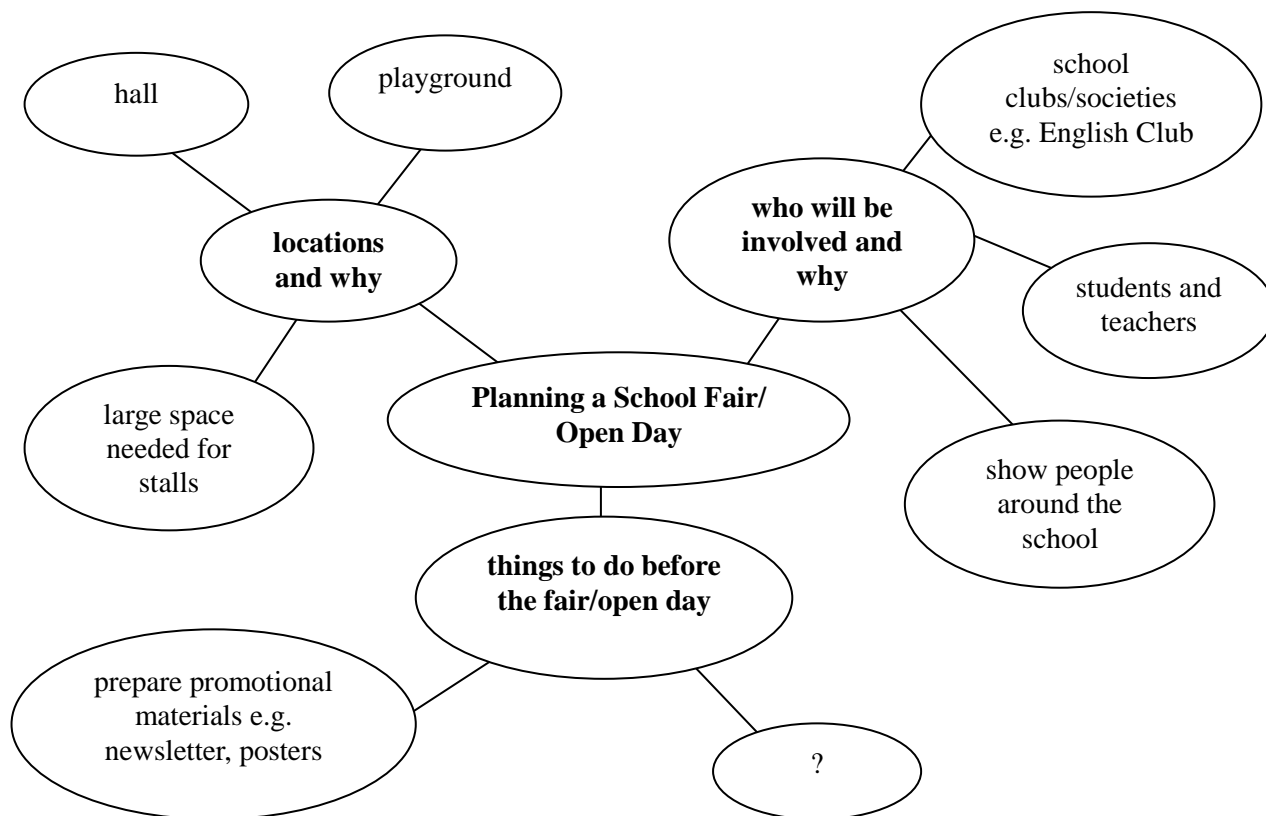 hall
playground
school
clubs/societies
e.g. English Club
locations
and why
who will be
involved and
why
students and
teachers
large space
needed for
stalls
Planning a School Fair/
Open Day
show people
around the
school
things to do before
the fair/open day
prepare promotional
materials e.g.
newsletter, posters
?